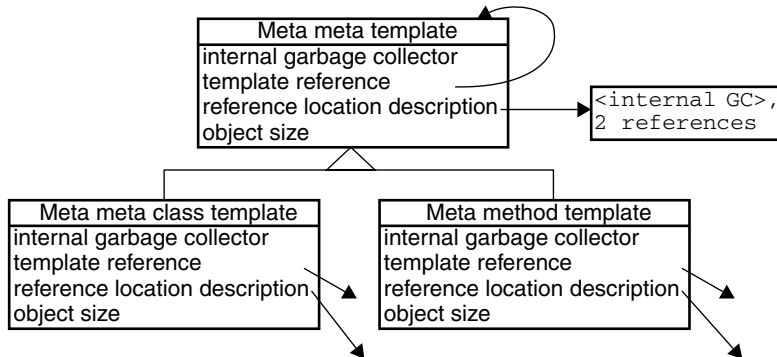 Meta meta template
internal garbage collector
template reference
reference location description
object size
<internal GC>,
2 references
Meta meta class template
internal garbage collector
template reference
reference location description
object size
Meta method template
internal garbage collector
template reference
reference location description
object size